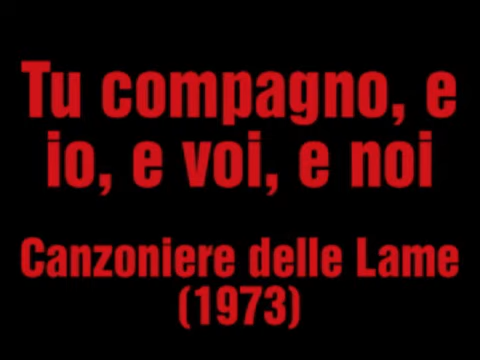 Tu compagno, e
io, e voi, e noi
Canzoniere delle Lame
(1973)